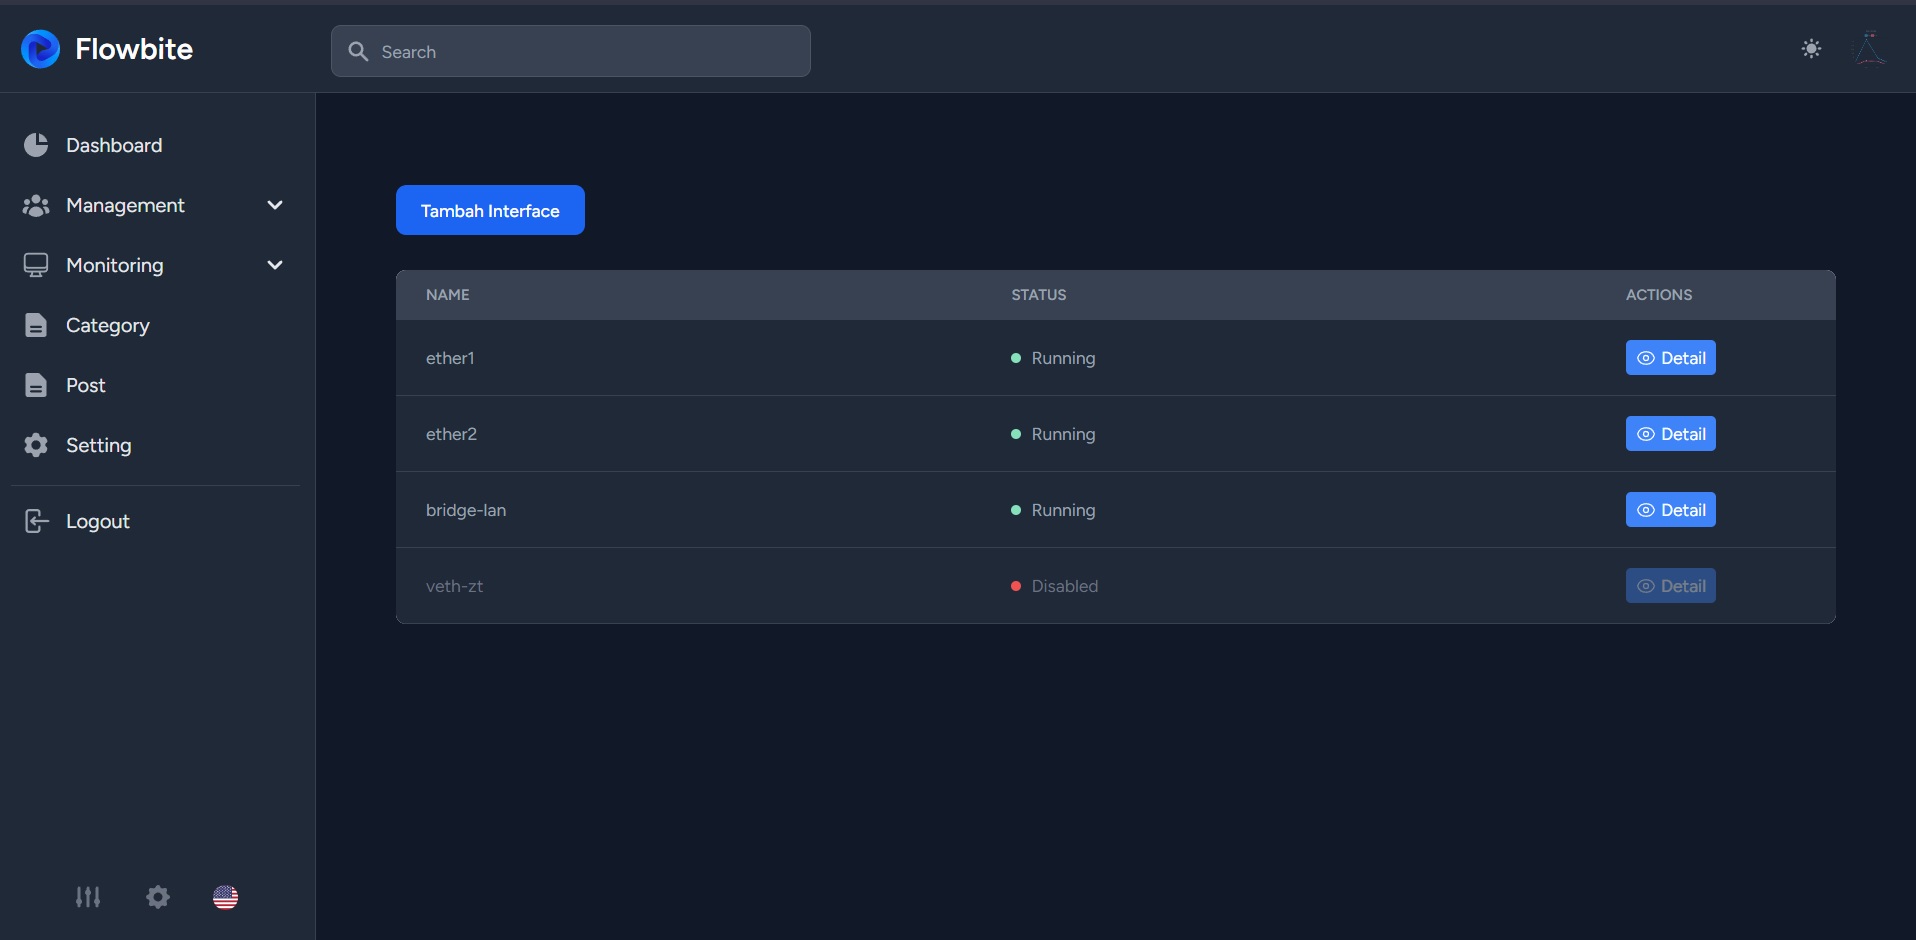 Flowbite
Search
Dashboard
Management
Monitoring
Category
Post
Setting
Logout
Tambah Interface
NAME STATUS ACTIONS
ether1 Running Detail
ether2 Running Detail
bridge-lan Running Detail
veth-zt Disabled Detail